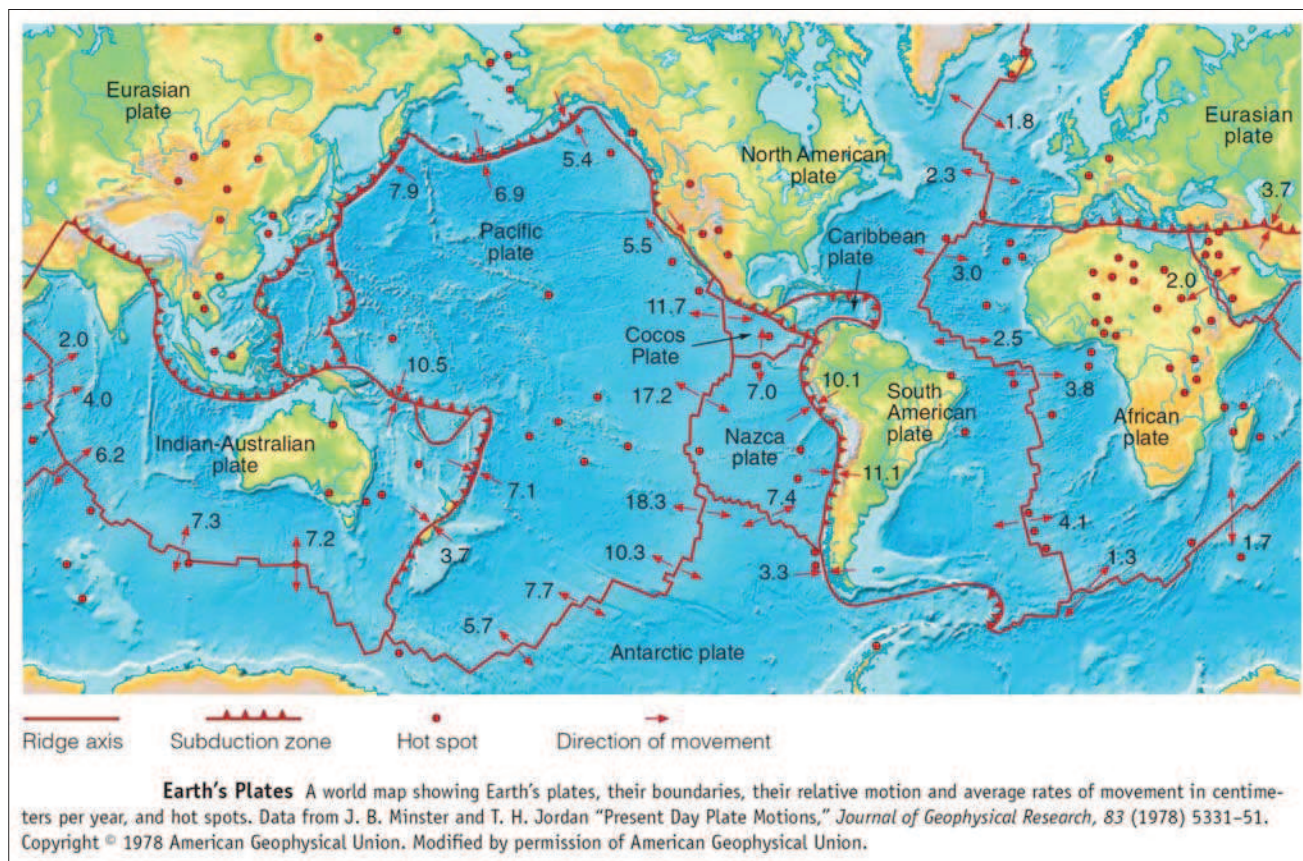 Eurasian
plate
North American
plate
Eurasian
plate
Pacific
plate
Caribbean
plate
Cocos
Plate
Indian-Australian
plate
Nazca
plate
South
American
plate
African
plate
Antarctic plate
1.8
2.3
3.7
5.4
7.9
6.9
5.5
3.0
2.0
11.7
2.5
2.0
10.5
7.0
10.1
3.8
4.0
17.2
6.2
7.1
11.1
7.4
18.3
7.3
7.2
3.7
10.3
4.1
3.3
1.3
1.7
7.7
5.7
Ridge axis
Subduction zone
Hot spot
Direction of movement
Earth's Plates A world map showing Earth's plates, their boundaries, their relative motion and average rates of movement in centime-
ters per year, and hot spots. Data from J. B. Minster and T. H. Jordan "Present Day Plate Motions," Journal of Geophysical Research, 83 (1978) 5331–51.
Copyright © 1978 American Geophysical Union. Modified by permission of American Geophysical Union.